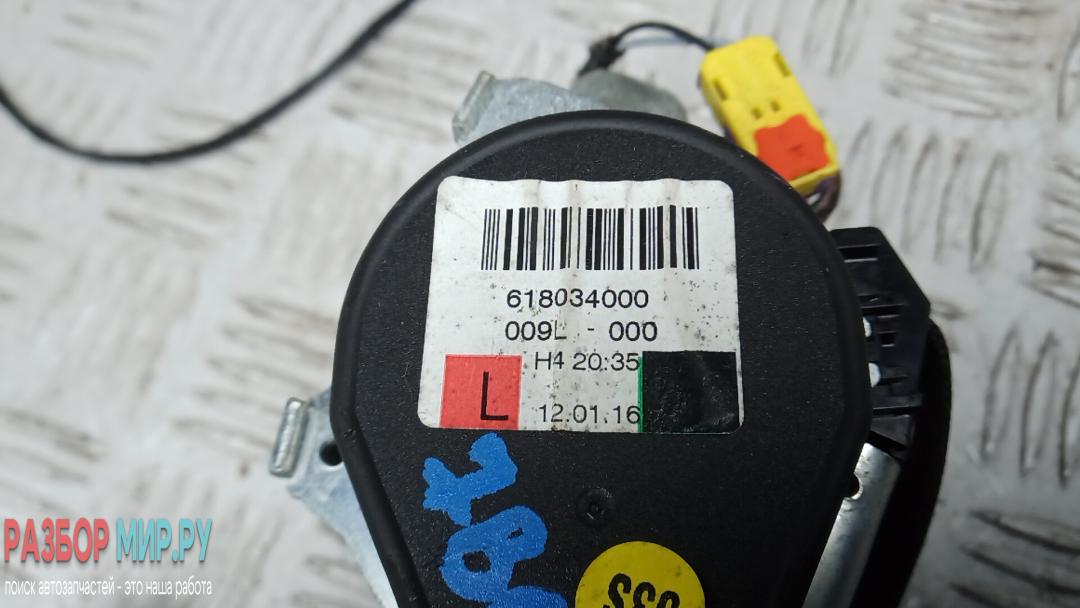 618034000
009L - 000
H4 20:35
L
12.01.16
РАЗБОР МИР.РУ
поиск автозапчастей - это наша работа